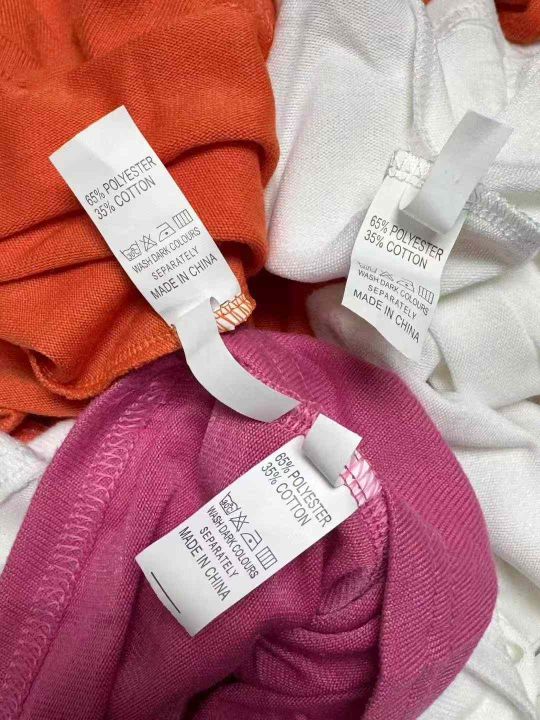 65% POLYESTER
35% COTTON
WASH DARK COLOURS
SEPARATELY
MADE IN CHINA
65% POLYESTER
35% COTTON
WASH DARK COLOURS
SEPARATELY
MADE IN CHINA
65% POLYESTER
35% COTTON
WASH DARK COLOURS
SEPARATELY
MADE IN CHINA